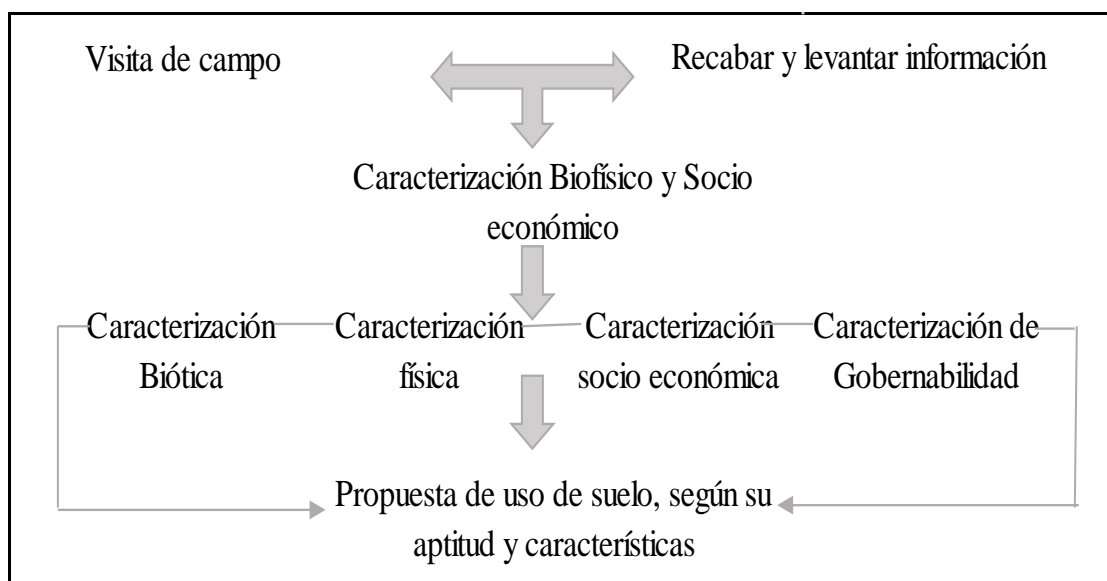 Visita de campo
Recabar y levantar información
Caracterización Biofísico y Socio
económico
Caracterización
Biótica
Caracterización
física
Caracterización
socio económica
Caracterización de
Gobernabilidad
Propuesta de uso de suelo, según su
aptitud y características